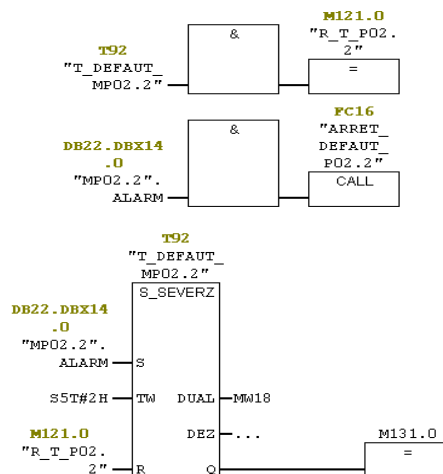 M121.0
"R_T_PO2.
2"
=
&
T92
"T_DEFAUT_
MPO2.2"
FC16
"ARRET_
DEFAUT_
PO2.2"
CALL
&
DB22.DBX14
.0
"MPO2.2".
ALARM
T92
"T_DEFAUT_
MPO2.2"
S_SEVERZ
DB22.DBX14
.0
"MPO2.2".
ALARM S
S5T#2H TW DUAL MW18
M121.0 DEZ ... M131.0
"R_T_PO2. =
2" R Q